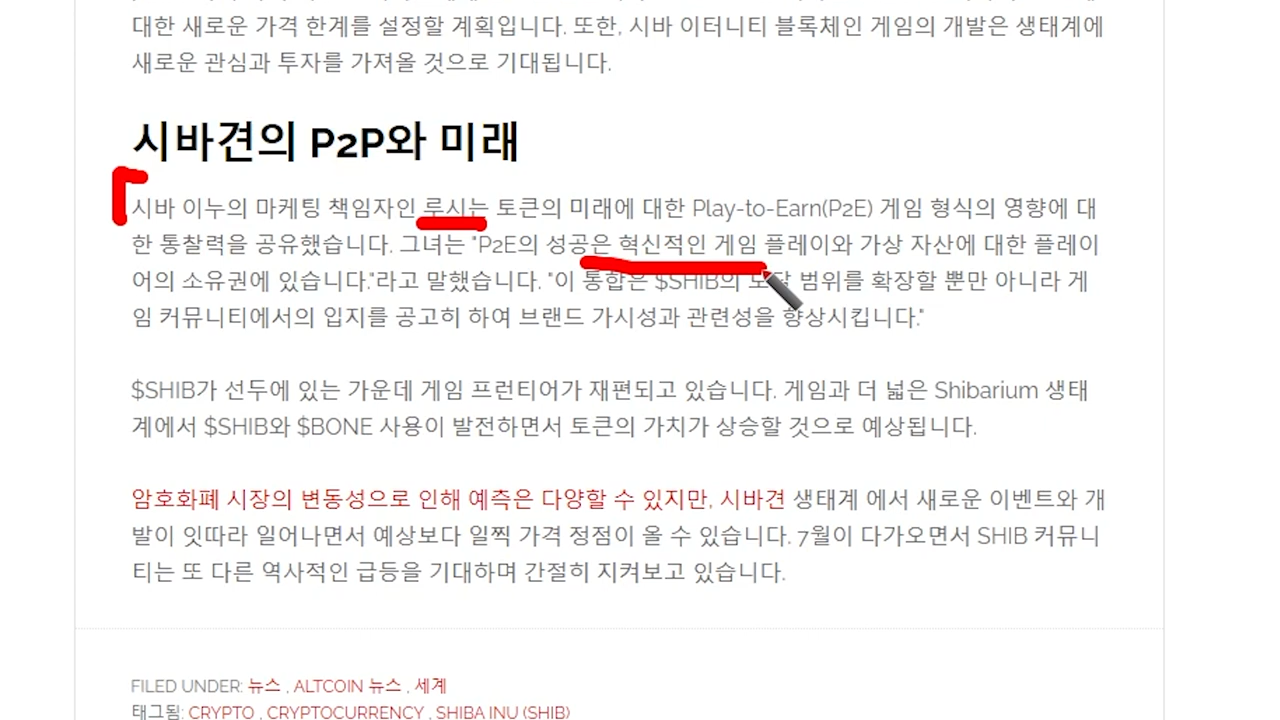 대한 새로운 가격 한계를 설정할 계획입니다. 또한, 시바 이터니티 블록체인 게임의 개발은 생태계에
새로운 관심과 투자를 가져올 것으로 기대됩니다.
시바견의 P2P와 미래
시바 이누의 마케팅 책임자인 루시는 토큰의 미래에 대한 Play-to-Earn(P2E) 게임 형식의 영향에 대
한 통찰력을 공유했습니다. 그녀는 "P2E의 성공은 혁신적인 게임 플레이와 가상 자산에 대한 플레이
어의 소유권에 있습니다."라고 말했습니다. "이 통합은 $SHIB의 도달 범위를 확장할 뿐만 아니라 게
임 커뮤니티에서의 입지를 공고히 하여 브랜드 가시성과 관련성을 향상시킵니다."
$SHIB가 선두에 있는 가운데 게임 프런티어가 재편되고 있습니다. 게임과 더 넓은 Shibarium 생태
계에서 $SHIB와 $BONE 사용이 발전하면서 토큰의 가치가 상승할 것으로 예상됩니다.
암호화폐 시장의 변동성으로 인해 예측은 다양할 수 있지만, 시바견 생태계 에서 새로운 이벤트와 개
발이 잇따라 일어나면서 예상보다 일찍 가격 정점이 올 수 있습니다. 7월이 다가오면서 SHIB 커뮤니
티는 또 다른 역사적인 급등을 기대하며 간절히 지켜보고 있습니다.
FILED UNDER: 뉴스 , ALTCOIN 뉴스 , 세계
태그됨: CRYPTO , CRYPTOCURRENCY , SHIBA INU (SHIB)